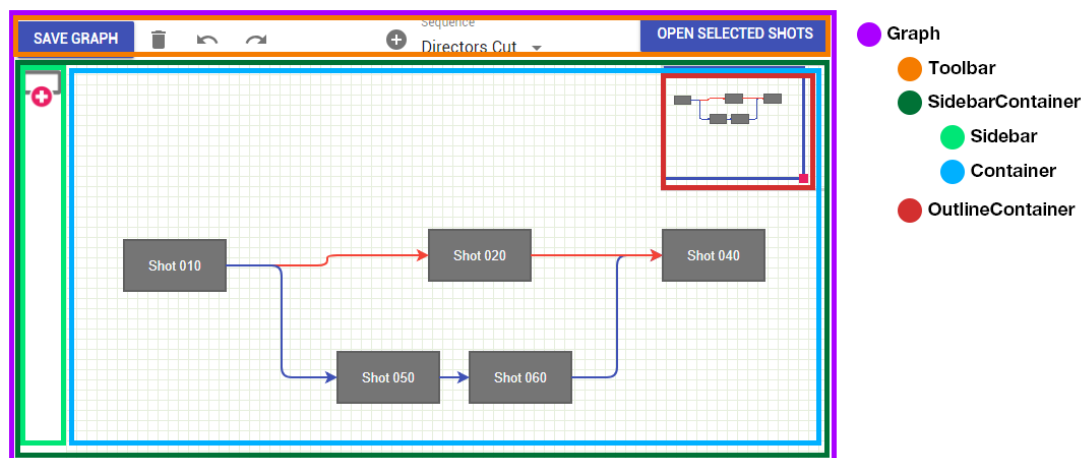 SAVE GRAPH
Sequence
Directors Cut
OPEN SELECTED SHOTS
Shot 010
Shot 020
Shot 040
Shot 050
Shot 060
Graph
Toolbar
SidebarContainer
Sidebar
Container
OutlineContainer